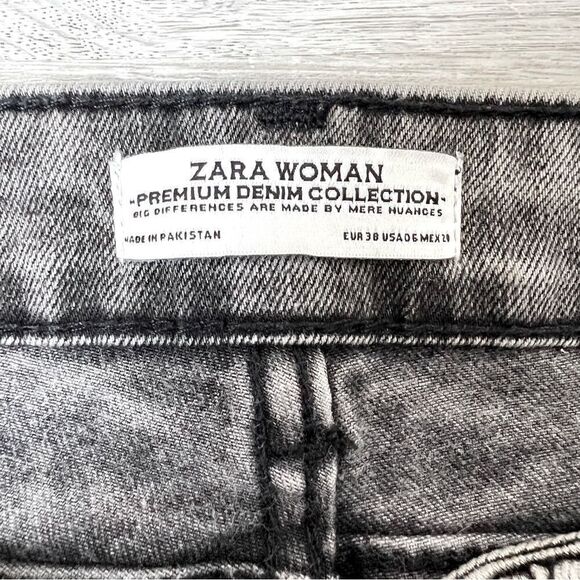 ZARA WOMAN
-PREMIUM DENIM COLLECTION-
BIG DIFFERENCES ARE MADE BY MERE NUANCES
MADE IN PAKISTAN EUR 38 USA 06 MEX 28